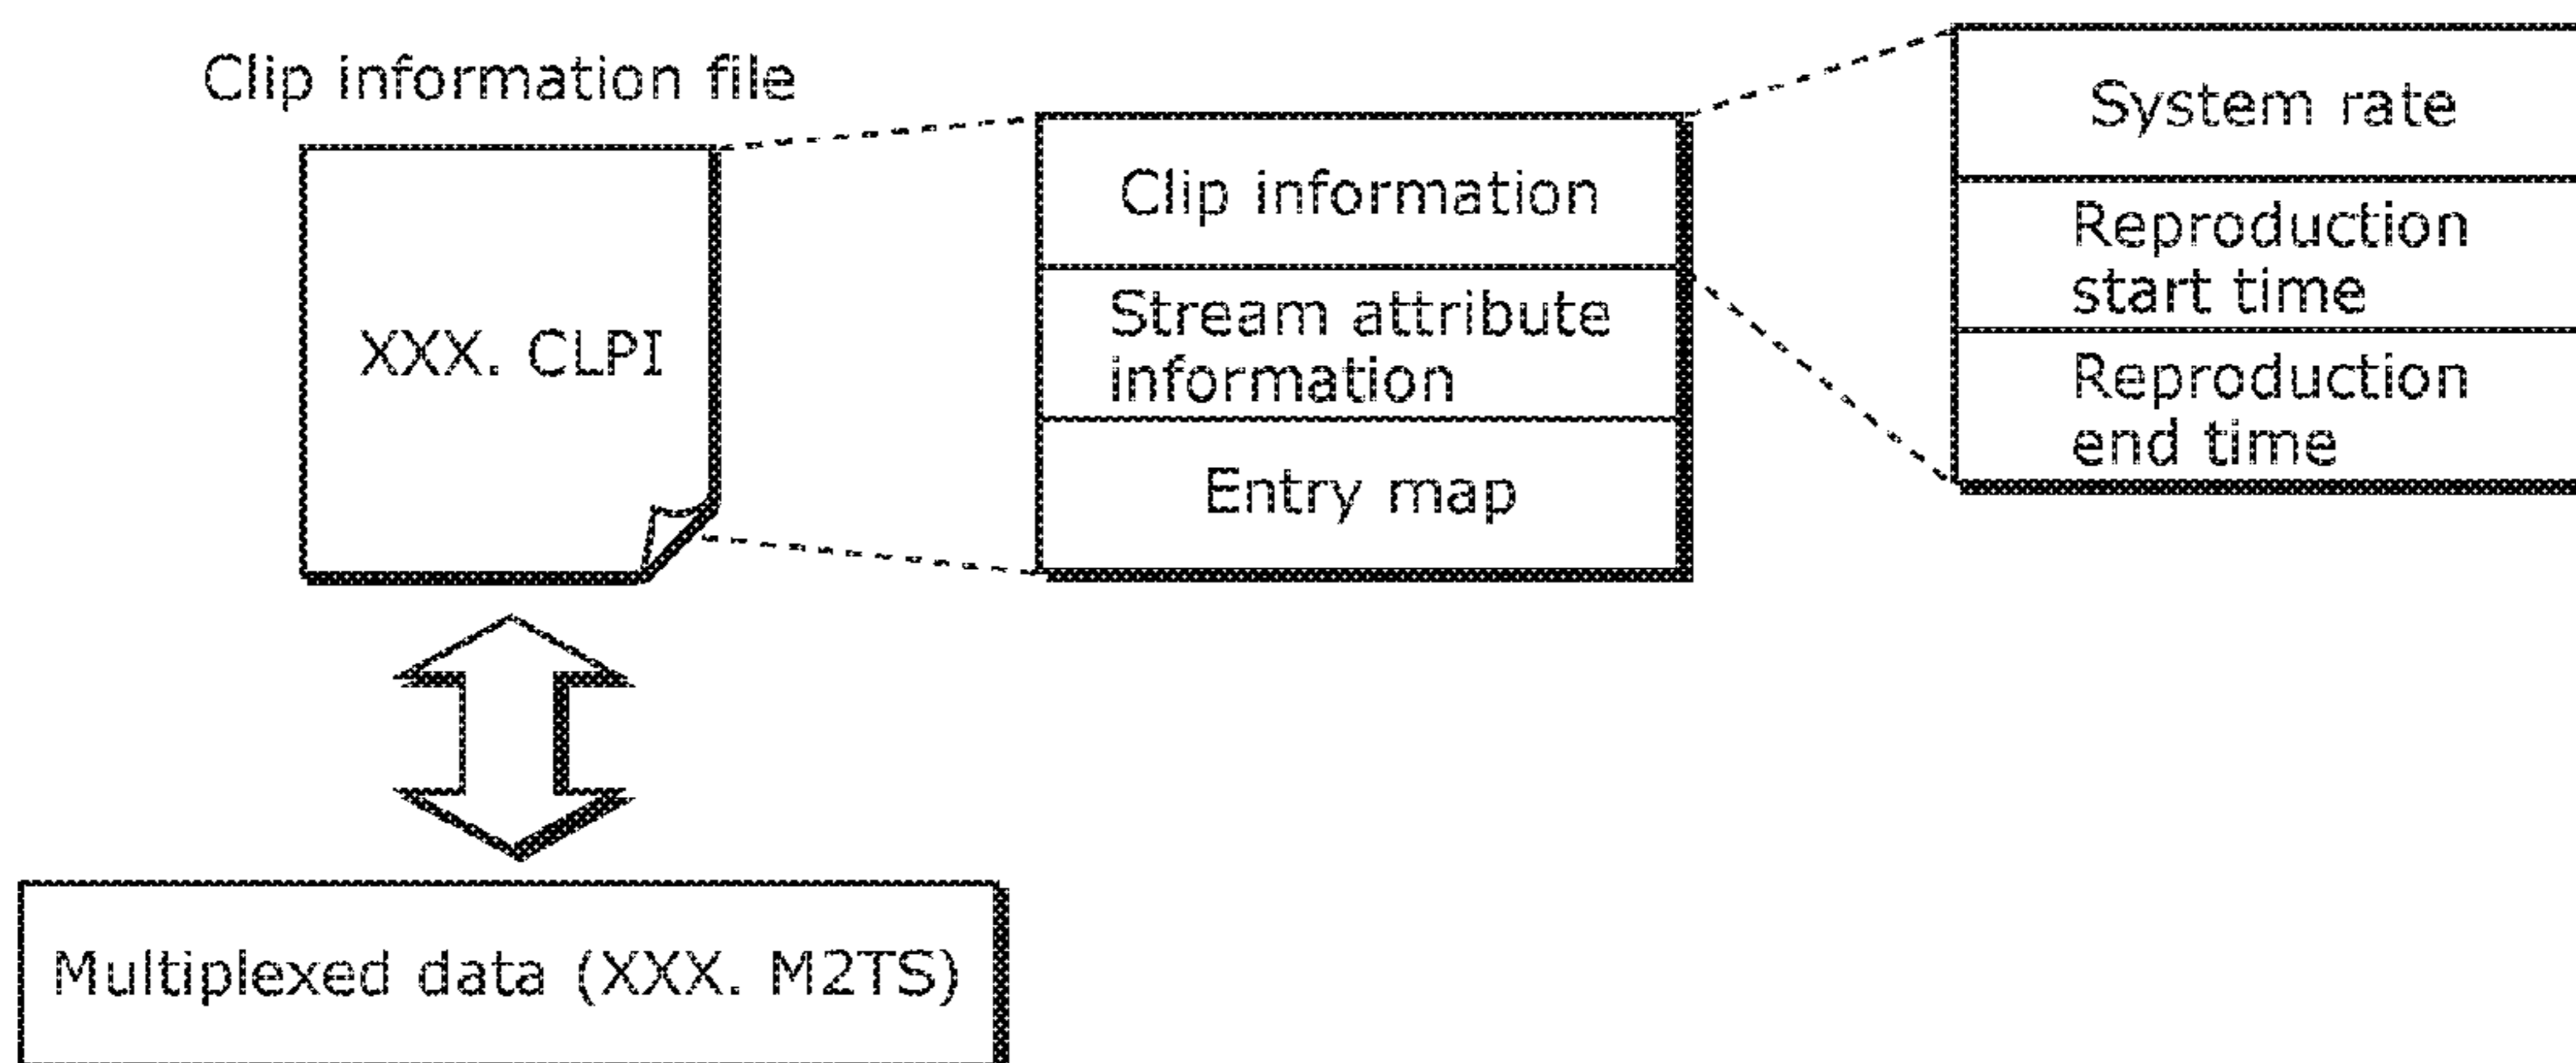 Clip information file
XXX. CLPI
Clip information
Stream attribute
information
Entry map
System rate
Reproduction
start time
Reproduction
end time
Multiplexed data (XXX. M2TS)